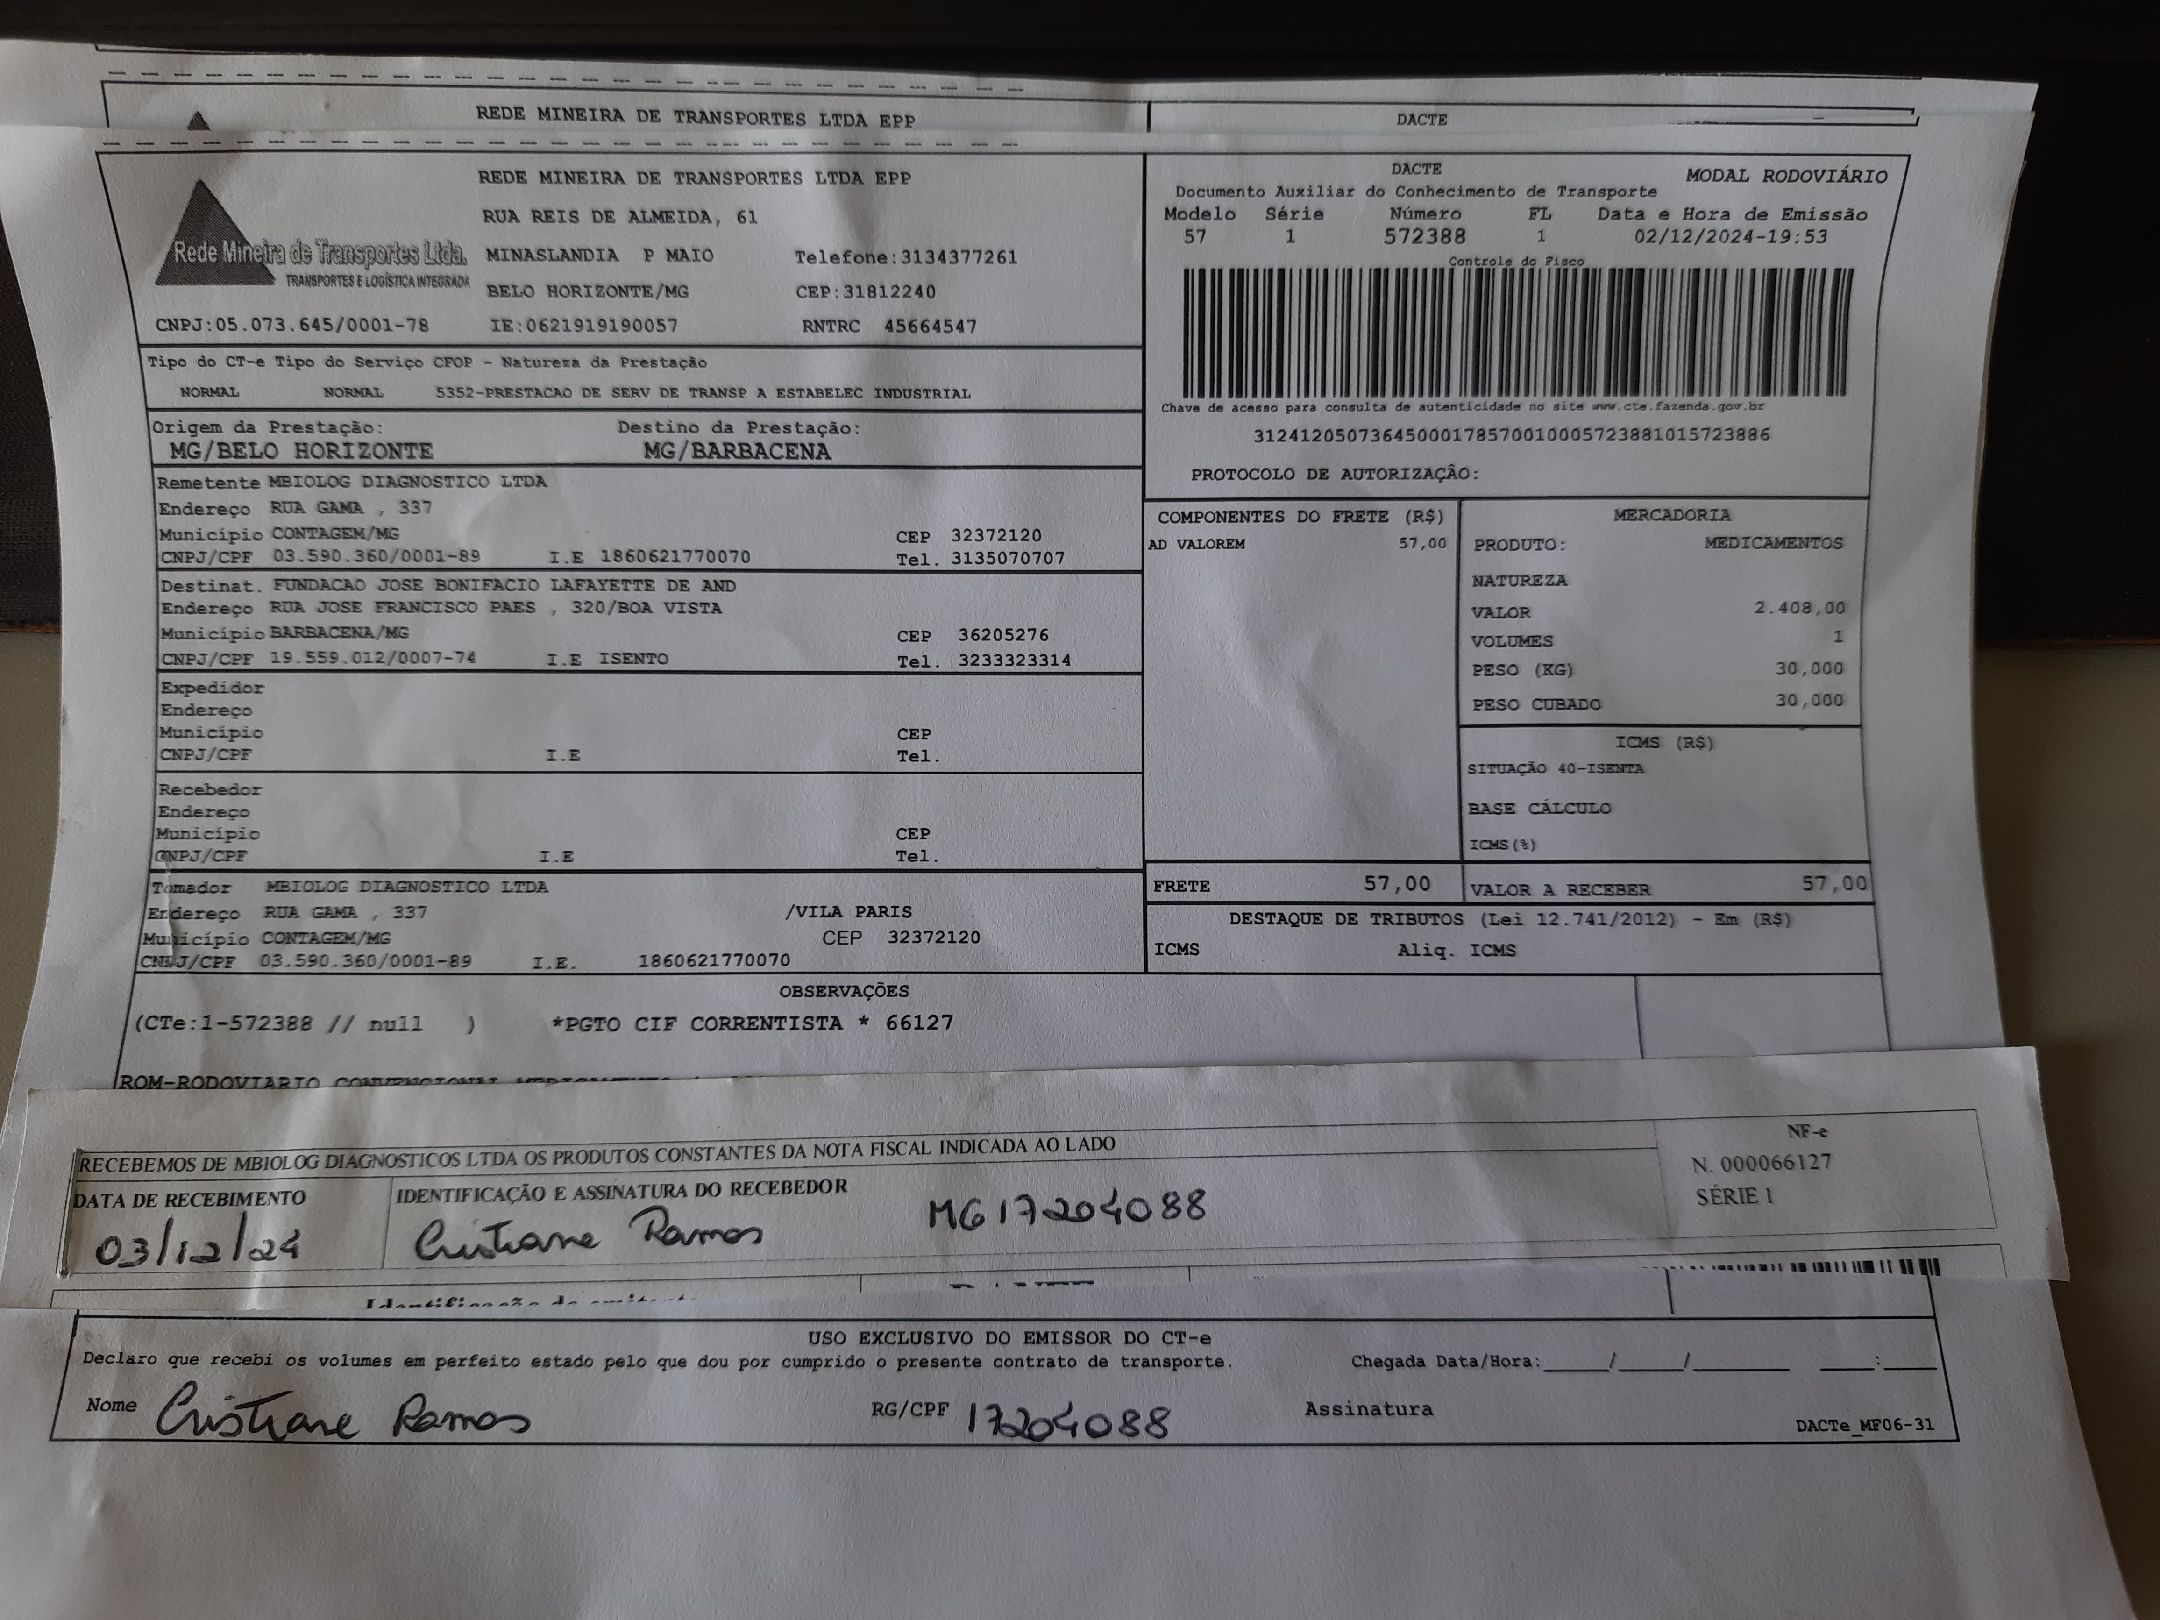 REDE MINEIRA DE TRANSPORTES LTDA EPP DACTE
REDE MINEIRA DE TRANSPORTES LTDA EPP
RUA REIS DE ALMEIDA, 61
Rede Mineira de Transportes Ltda.
TRANSPORTES E LOGÍSTICA INTEGRADA
MINASLANDIA P MAIO Telefone:3134377261
BELO HORIZONTE/MG CEP:31812240
CNPJ:05.073.645/0001-78 IE:0621919190057 RNTRC 45664547
DACTE MODAL RODOVIÁRIO
Documento Auxiliar do Conhecimento de Transporte
Modelo Série Número FL Data e Hora de Emissão
57 1 572388 1 02/12/2024-19:53
Controle do Fisco
Chave de acesso para consulta de autenticidade no site www.cte.fazenda.gov.br
31241205073645000178570010005723881015723886
PROTOCOLO DE AUTORIZAÇÃO:
Tipo do CT-e Tipo do Serviço CFOP - Natureza da Prestação
NORMAL NORMAL 5352-PRESTACAO DE SERV DE TRANSP A ESTABELEC INDUSTRIAL
Origem da Prestação: Destino da Prestação:
MG/BELO HORIZONTE MG/BARBACENA
Remetente MBIOLOG DIAGNOSTICO LTDA
Endereço RUA GAMA , 337
Município CONTAGEM/MG CEP 32372120
CNPJ/CPF 03.590.360/0001-89 I.E 1860621770070 Tel. 3135070707
Destinat. FUNDACAO JOSE BONIFACIO LAFAYETTE DE AND
Endereço RUA JOSE FRANCISCO PAES , 320/BOA VISTA
Município BARBACENA/MG CEP 36205276
CNPJ/CPF 19.559.012/0007-74 I.E ISENTO Tel. 3233323314
Expedidor
Endereço
Município CEP
CNPJ/CPF I.E Tel.
Recebedor
Endereço
Município CEP
CNPJ/CPF I.E Tel.
Tomador MBIOLOG DIAGNOSTICO LTDA
Endereço RUA GAMA , 337 /VILA PARIS
Município CONTAGEM/MG CEP 32372120
CNPJ/CPF 03.590.360/0001-89 I.E. 1860621770070
COMPONENTES DO FRETE (R$)
AD VALOREM 57,00
MERCADORIA
PRODUTO: MEDICAMENTOS
NATUREZA
VALOR 2.408,00
VOLUMES 1
PESO (KG) 30,000
PESO CUBADO 30,000
ICMS (R$)
SITUAÇÃO 40-ISENTA
BASE CÁLCULO
ICMS(%)
FRETE 57,00 VALOR A RECEBER 57,00
DESTAQUE DE TRIBUTOS (Lei 12.741/2012) - Em (R$)
ICMS Aliq. ICMS
OBSERVAÇÕES
(CTe:1-572388 // null ) *PGTO CIF CORRENTISTA * 66127
ROM-RODOVIARIO CONVENCIONAL
RECEBEMOS DE MBIOLOG DIAGNOSTICOS LTDA OS PRODUTOS CONSTANTES DA NOTA FISCAL INDICADA AO LADO
NF-e
N. 000066127
SÉRIE 1
DATA DE RECEBIMENTO IDENTIFICAÇÃO E ASSINATURA DO RECEBEDOR
03/12/24 Cristiane Ramos MG17204088
USO EXCLUSIVO DO EMISSOR DO CT-e
Declaro que recebi os volumes em perfeito estado pelo que dou por cumprido o presente contrato de transporte. Chegada Data/Hora:_____/_____/_______ ____:____
Nome Cristiane Ramos RG/CPF 17204088 Assinatura
DACTe_MF06-31